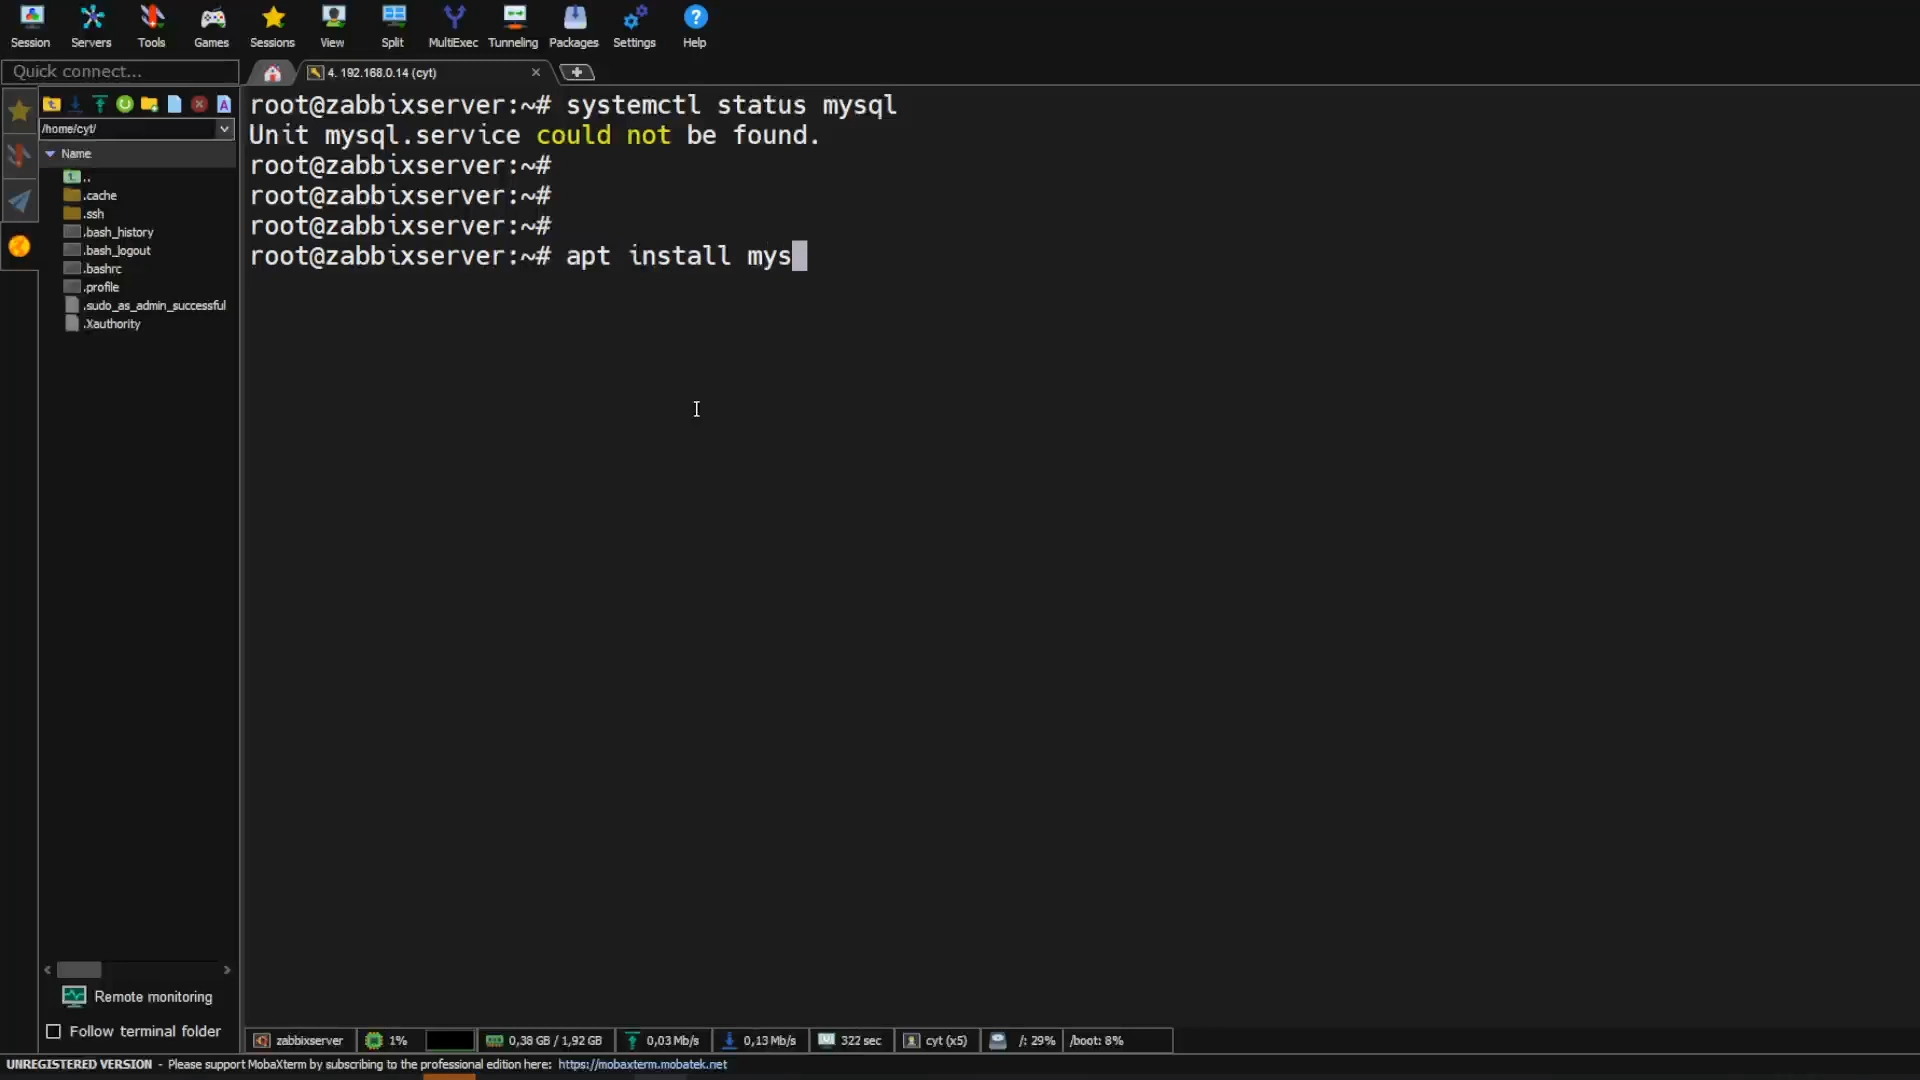 Session Servers Tools Games Sessions View Split MultiExec Tunneling Packages Settings Help
Quick connect...
4. 192.168.0.14 (cyt)
/home/cyt/
Name
..
.cache
.ssh
.bash_history
.bash_logout
.bashrc
.profile
.sudo_as_admin_successful
.Xauthority
root@zabbixserver:~# systemctl status mysql
Unit mysql.service could not be found.
root@zabbixserver:~#
root@zabbixserver:~#
root@zabbixserver:~#
root@zabbixserver:~# apt install mys
Remote monitoring
Follow terminal folder
zabbixserver 1% 0,38 GB / 1,92 GB 0,03 Mb/s 0,13 Mb/s 322 sec cyt (x5) /: 29% /boot: 8%
UNREGISTERED VERSION - Please support MobaXterm by subscribing to the professional edition here: https://mobaxterm.mobatek.net